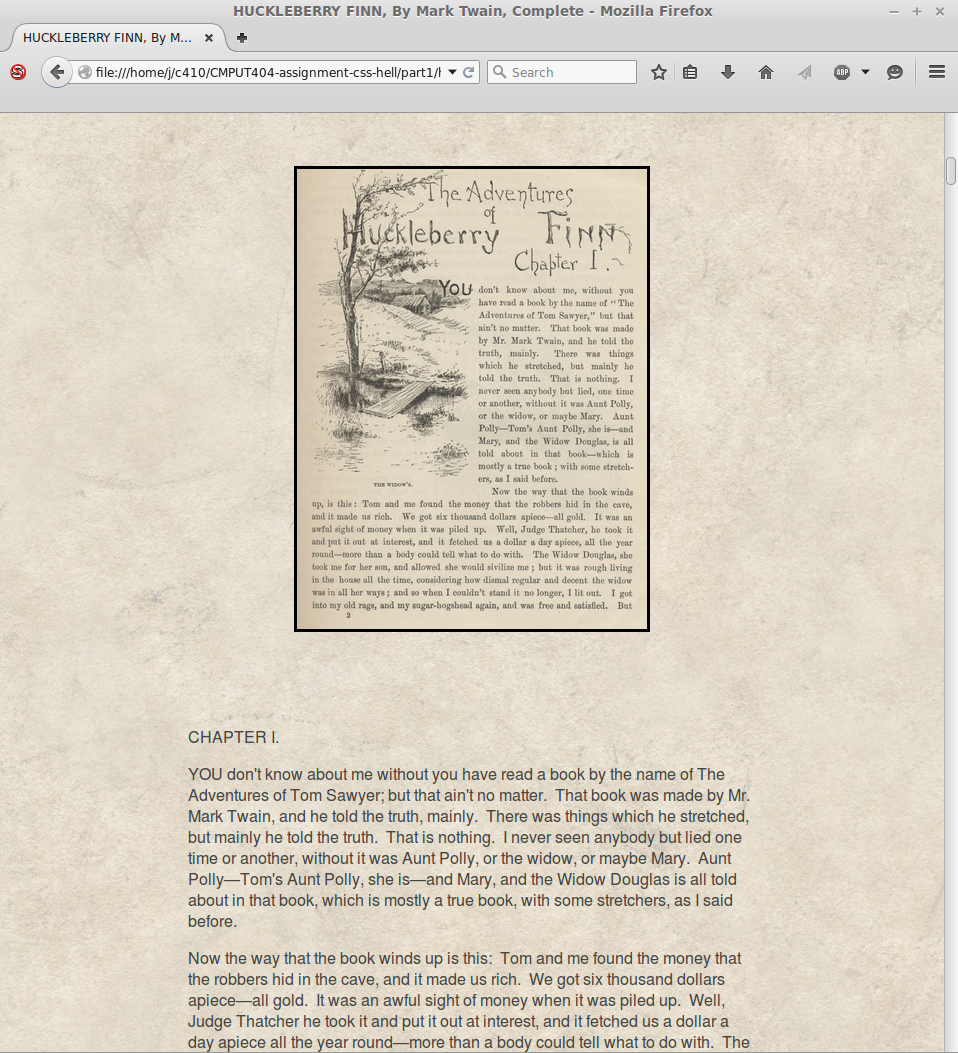 HUCKLEBERRY FINN, By Mark Twain, Complete - Mozilla Firefox
HUCKLEBERRY FINN, By M...
file:///home/j/c410/CMPUT404-assignment-css-hell/part1/h
Search
ABP
The Adventures
of
Huckleberry Finn
Chapter I.
YOU don't know about me, without you
have read a book by the name of “The
Adventures of Tom Sawyer,” but that
ain't no matter. That book was made
by Mr. Mark Twain, and he told the
truth, mainly. There was things
which he stretched, but mainly he
told the truth. That is nothing. I
never seen anybody but lied, one time
or another, without it was Aunt Polly,
or the widow, or maybe Mary. Aunt
Polly—Tom's Aunt Polly, she is—and
Mary, and the Widow Douglas, is all
told about in that book—which is
mostly a true book ; with some stretch-
ers, as I said before.
THE WIDOW'S.
Now the way that the book winds
up, is this : Tom and me found the money that the robbers hid in the cave,
and it made us rich. We got six thousand dollars apiece—all gold. It was an
awful sight of money when it was piled up. Well, Judge Thatcher, he took it
and put it out at interest, and it fetched us a dollar a day apiece, all the year
round—more than a body could tell what to do with. The Widow Douglas, she
took me for her son, and allowed she would sivilize me ; but it was rough living
in the house all the time, considering how dismal regular and decent the widow
was in all her ways ; and so when I couldn't stand it no longer, I lit out. I got
into my old rags, and my sugar-hogshead again, and was free and satisfied. But
2
CHAPTER I.
YOU don't know about me without you have read a book by the name of The
Adventures of Tom Sawyer; but that ain't no matter. That book was made by Mr.
Mark Twain, and he told the truth, mainly. There was things which he stretched,
but mainly he told the truth. That is nothing. I never seen anybody but lied one
time or another, without it was Aunt Polly, or the widow, or maybe Mary. Aunt
Polly—Tom's Aunt Polly, she is—and Mary, and the Widow Douglas is all told
about in that book, which is mostly a true book, with some stretchers, as I said
before.
Now the way that the book winds up is this: Tom and me found the money that
the robbers hid in the cave, and it made us rich. We got six thousand dollars
apiece—all gold. It was an awful sight of money when it was piled up. Well,
Judge Thatcher he took it and put it out at interest, and it fetched us a dollar a
day apiece all the year round—more than a body could tell what to do with. The